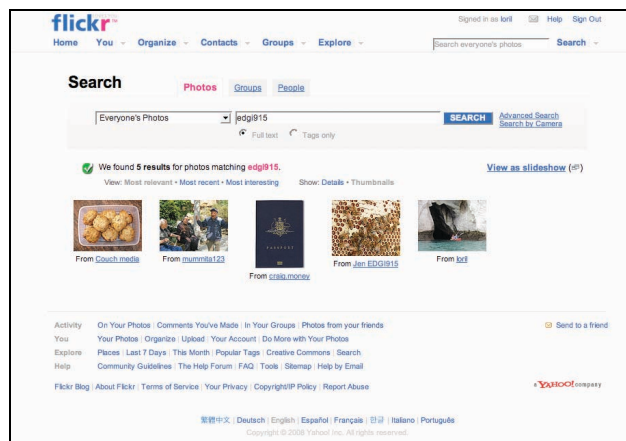 flickr™
Signed in as loril Help Sign Out
Home You Organize Contacts Groups Explore
Search everyone's photos Search
Search Photos Groups People
Everyone's Photos edgi915 SEARCH Advanced Search
Search by Camera
Full text Tags only
We found 5 results for photos matching edgi915. View as slideshow
View: Most relevant • Most recent • Most interesting Show: Details • Thumbnails
PASSPORT
From Couch media From mummita123 From craig.money From Jen EDGI915 From loril
Activity On Your Photos | Comments You've Made | In Your Groups | Photos from your friends Send to a friend
You Your Photos | Organize | Upload | Your Account | Do More with Your Photos
Explore Places | Last 7 Days | This Month | Popular Tags | Creative Commons | Search
Help Community Guidelines | The Help Forum | FAQ | Tools | Sitemap | Help by Email
Flickr Blog | About Flickr | Terms of Service | Your Privacy | Copyright/IP Policy | Report Abuse a YAHOO! company
繁體中文 | Deutsch | English | Español | Français | 한글 | Italiano | Português
Copyright © 2008 Yahoo! Inc. All rights reserved.